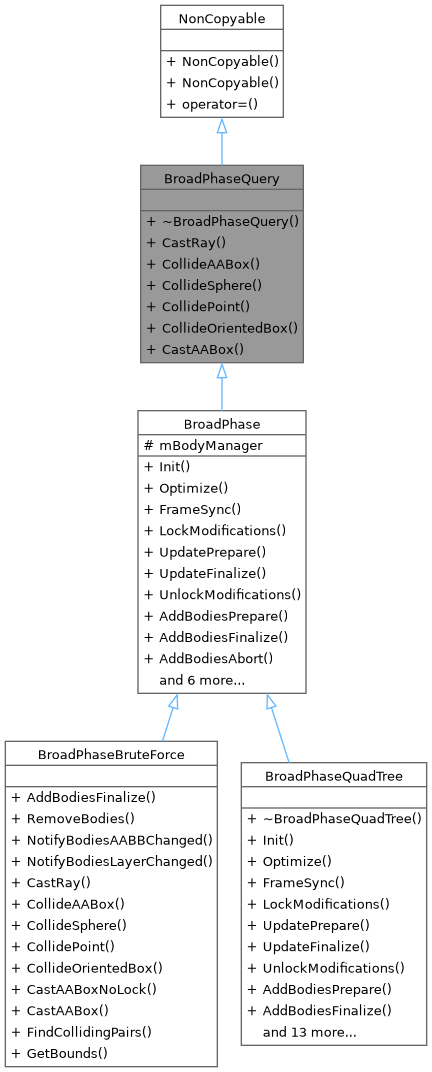 NonCopyable
+ NonCopyable()
+ NonCopyable()
+ operator=()
BroadPhaseQuery
+ ~BroadPhaseQuery()
+ CastRay()
+ CollideAABox()
+ CollideSphere()
+ CollidePoint()
+ CollideOrientedBox()
+ CastAABox()
BroadPhase
# mBodyManager
+ Init()
+ Optimize()
+ FrameSync()
+ LockModifications()
+ UpdatePrepare()
+ UpdateFinalize()
+ UnlockModifications()
+ AddBodiesPrepare()
+ AddBodiesFinalize()
+ AddBodiesAbort()
and 6 more...
BroadPhaseBruteForce
+ AddBodiesFinalize()
+ RemoveBodies()
+ NotifyBodiesAABBChanged()
+ NotifyBodiesLayerChanged()
+ CastRay()
+ CollideAABox()
+ CollideSphere()
+ CollidePoint()
+ CollideOrientedBox()
+ CastAABoxNoLock()
+ CastAABox()
+ FindCollidingPairs()
+ GetBounds()
BroadPhaseQuadTree
+ ~BroadPhaseQuadTree()
+ Init()
+ Optimize()
+ FrameSync()
+ LockModifications()
+ UpdatePrepare()
+ UpdateFinalize()
+ UnlockModifications()
+ AddBodiesPrepare()
+ AddBodiesFinalize()
and 13 more...